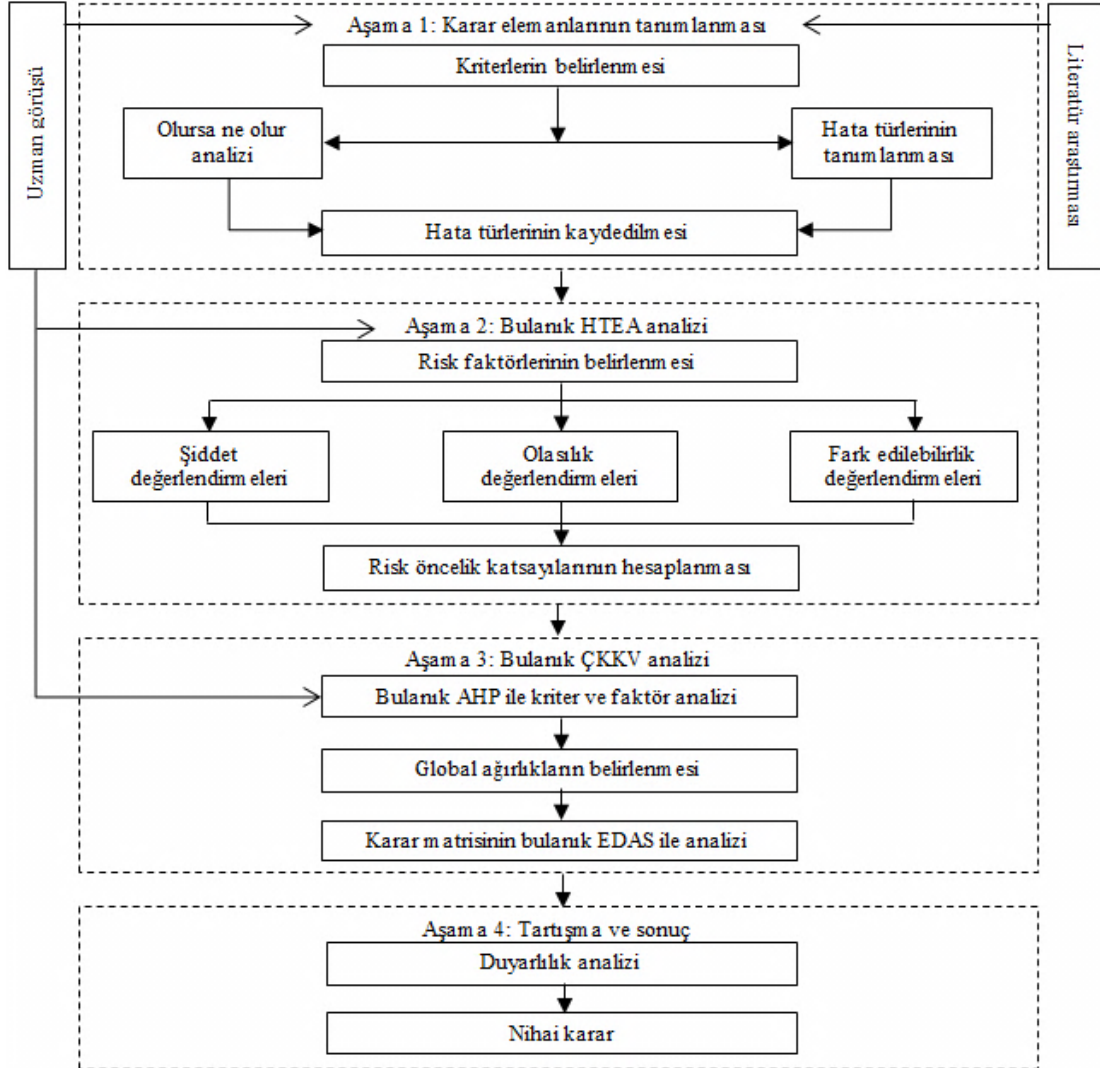 Uzman görüşü
Literatür araştırması
Aşama 1: Karar elemanlarının tanımlanması
Kriterlerin belirlenmesi
Olursa ne olur
analizi
Hata türlerinin
tanımlanması
Hata türlerinin kaydedilmesi
Aşama 2: Bulanık HTEA analizi
Risk faktörlerinin belirlenmesi
Şiddet
değerlendirmeleri
Olasılık
değerlendirmeleri
Fark edilebilirlik
değerlendirmeleri
Risk öncelik katsayılarının hesaplanması
Aşama 3: Bulanık ÇKKV analizi
Bulanık AHP ile kriter ve faktör analizi
Global ağırlıkların belirlenmesi
Karar matrisinin bulanık EDAS ile analizi
Aşama 4: Tartışma ve sonuç
Duyarlılık analizi
Nihai karar